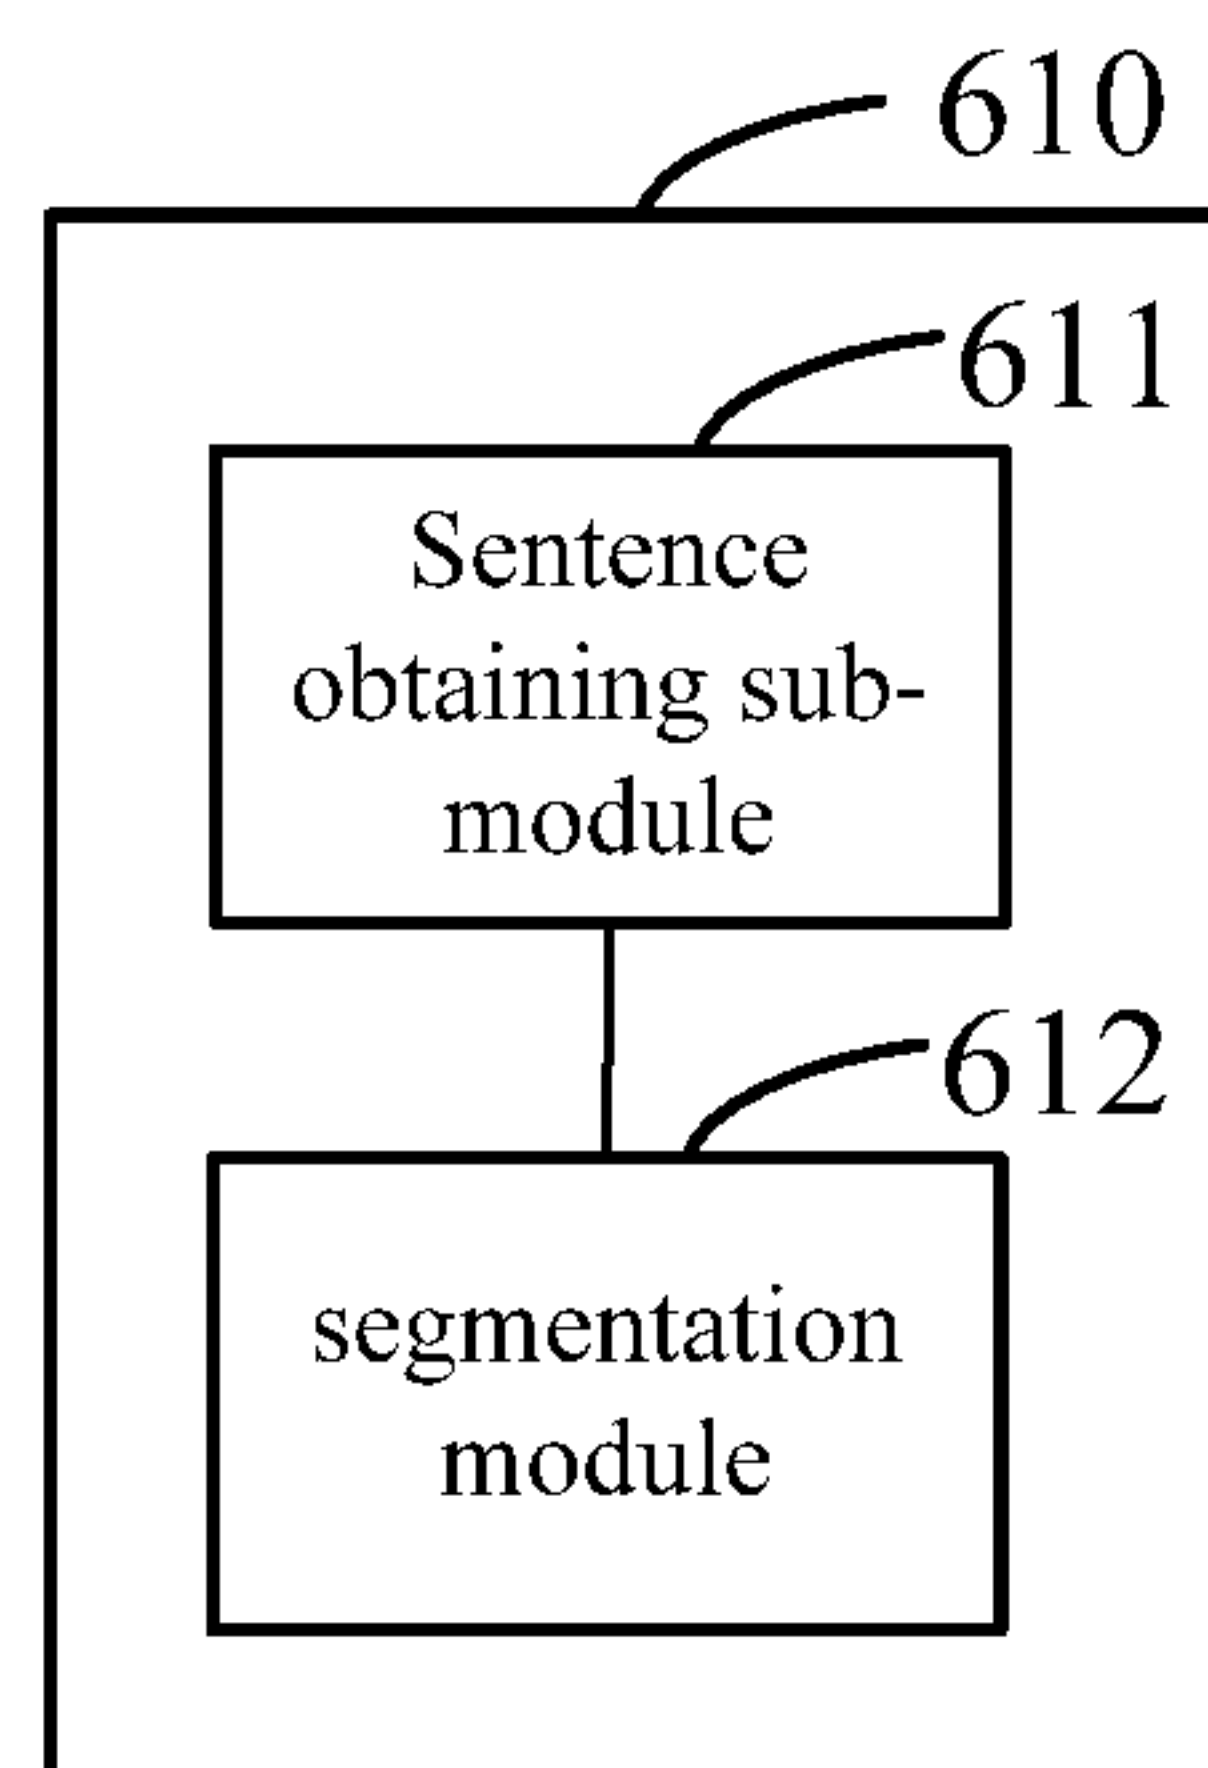 610
611
Sentence
obtaining sub-
module
612
segmentation
module